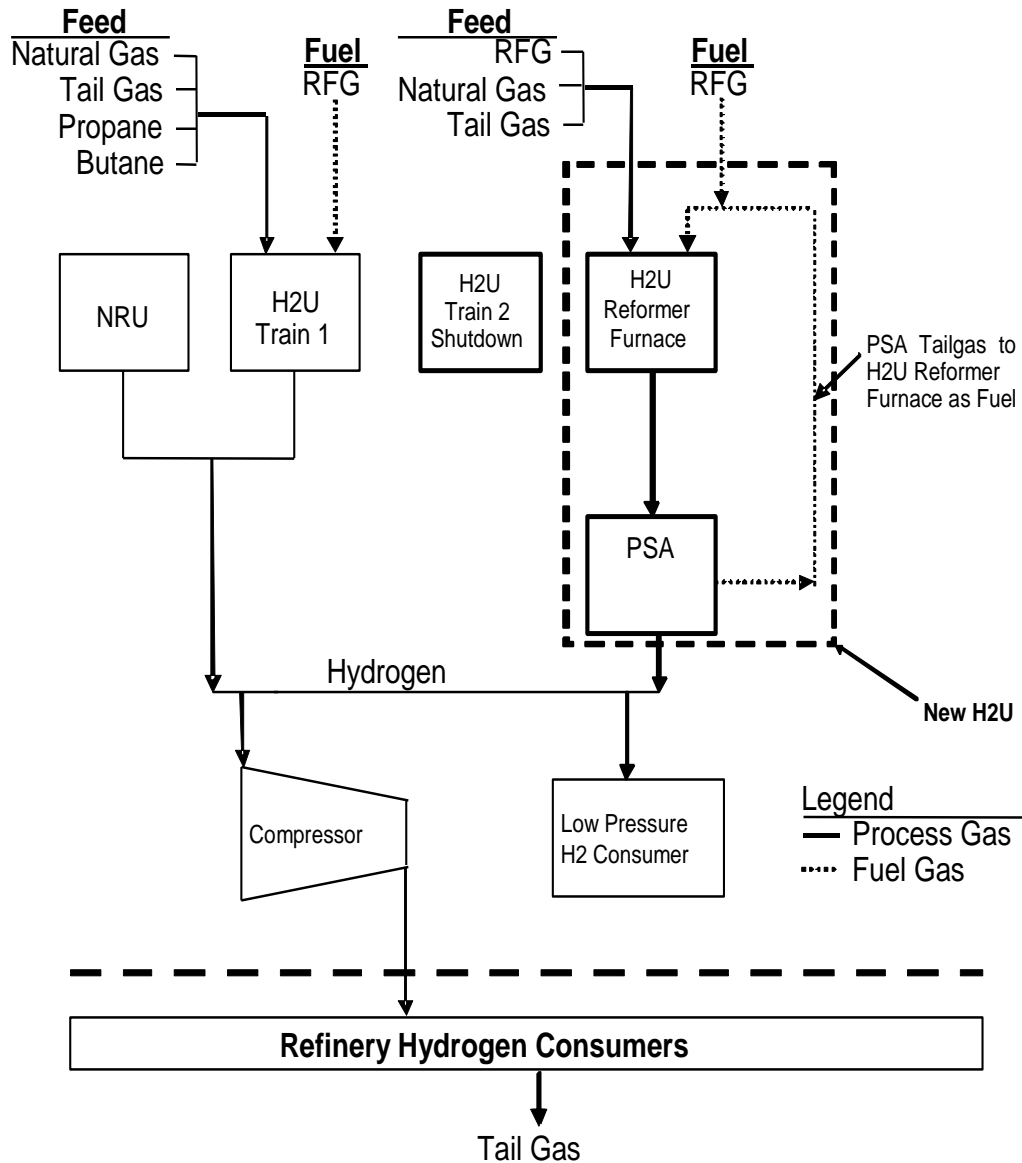 Feed
Natural Gas
Tail Gas
Propane
Butane
Fuel
RFG
Feed
RFG
Natural Gas
Tail Gas
Fuel
RFG
NRU
H2U
Train 1
H2U
Train 2
Shutdown
H2U
Reformer
Furnace
PSA Tailgas to
H2U Reformer
Furnace as Fuel
PSA
Hydrogen
New H2U
Compressor
Low Pressure
H2 Consumer
Legend
Process Gas
Fuel Gas
Refinery Hydrogen Consumers
Tail Gas